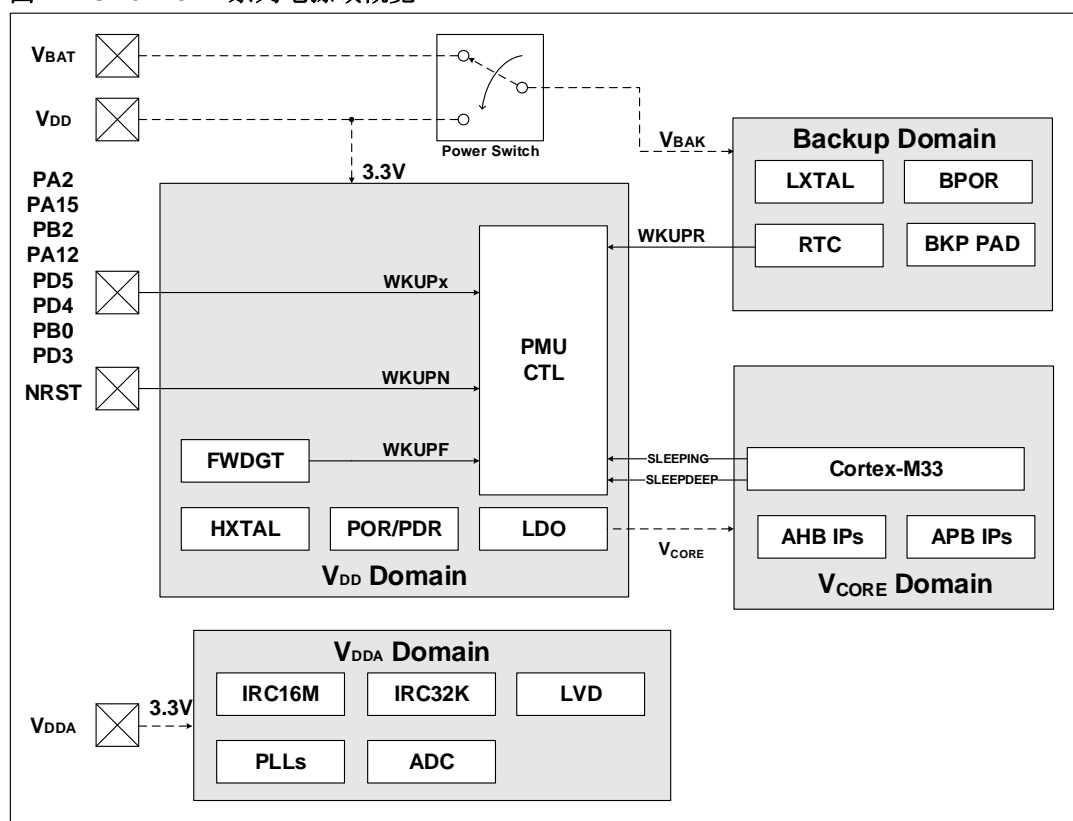 VBAT
VDD
Power Switch
3.3V
VBAK
Backup Domain
LXTAL
BPOR
RTC
BKP PAD
WKUPR
PA2
PA15
PB2
PA12
PD5
PD4
PB0
PD3
NRST
WKUPx
WKUPN
WKUPF
PMU
CTL
FWDGT
HXTAL
POR/PDR
LDO
VDD Domain
SLEEPING
SLEEPDEEP
VCORE
Cortex-M33
AHB IPs
APB IPs
VCORE Domain
VDDA
3.3V
VDDA Domain
IRC16M
IRC32K
LVD
PLLs
ADC